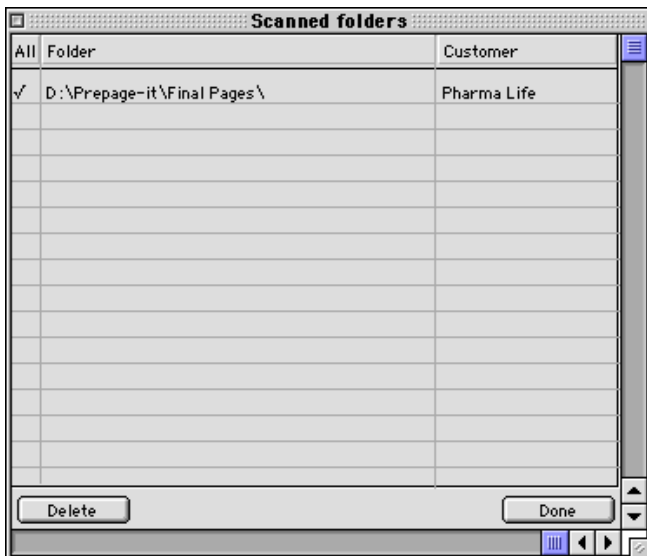 Scanned folders
All Folder Customer
√ D:\Prepage-it\Final Pages\ Pharma Life
Delete Done